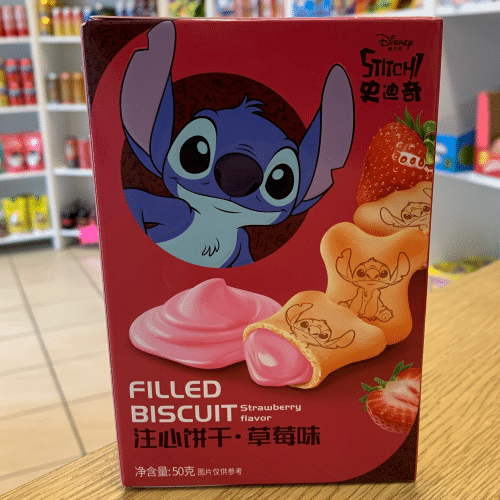 Disney
STITCH!
史迪奇
FILLED
BISCUIT Strawberry
flavor
注心饼干·草莓味
净含量:50克 图片仅供参考